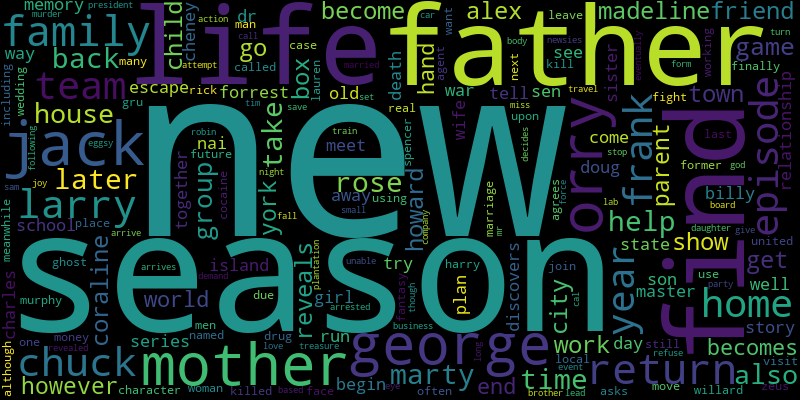 new
season
father
life
find
mother
george
jack
chuck
family
team
larry
orry
home
episode
return
year
frank
rose
house
later
back
take
time
marty
help
work
alex
madeline
friend
become
go
child
box
hand
group
york
nai
reveals
howard
parent
town
game
show
get
also
becomes
however
coraline
world
island
city
plan
end
memory
way
many
cheney
dr
man
action
murder
president
call
called
case
attempt
lauren
married
agent
car
want
leave
see
kill
body
newsies
eventually
form
working
turn
finally
travel
including
wedding
escape
gru
rick
forrest
tim
old
set
death
war
real
save
tell
sen
upon
miss
next
sister
fight
relationship
following
eggsy
robin
future
train
meet
spencer
wife
decides
come
stop
doug
last
former
god
board
billy
sam
joy
together
cocaine
night
away
using
small
marriage
mr
agrees
force
lab
daughter
give
united
school
place
fall
company
state
meanwhile
arrive
ghost
arrives
plantation
demand
unable
try
harry
discovers
join
cal
son
master
use
party
well
story
charles
murphy
due
men
girl
fantasy
arrested
though
business
series
named
drug
run
love
treasure
day
still
refuse
visit
although
one
money
revealed
character
woman
killed
based
face
begin
eye
often
long
local
event
brother
lead
asks
move
willard
zeus